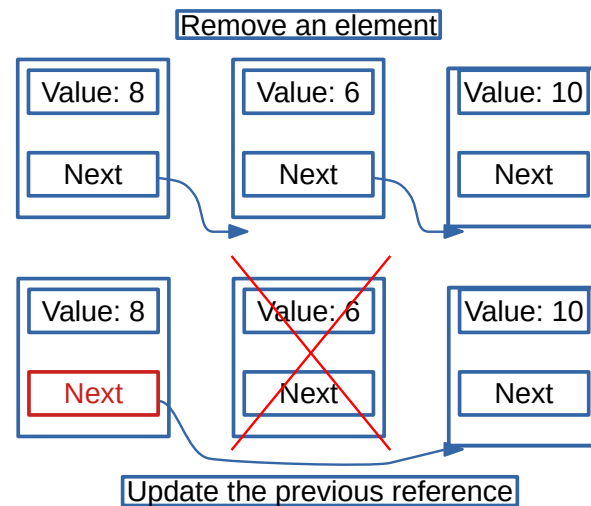 Remove an element
Value: 8
Value: 6
Value: 10
Next
Next
Next
Value: 8
Value: 6
Value: 10
Next
Next
Next
Update the previous reference